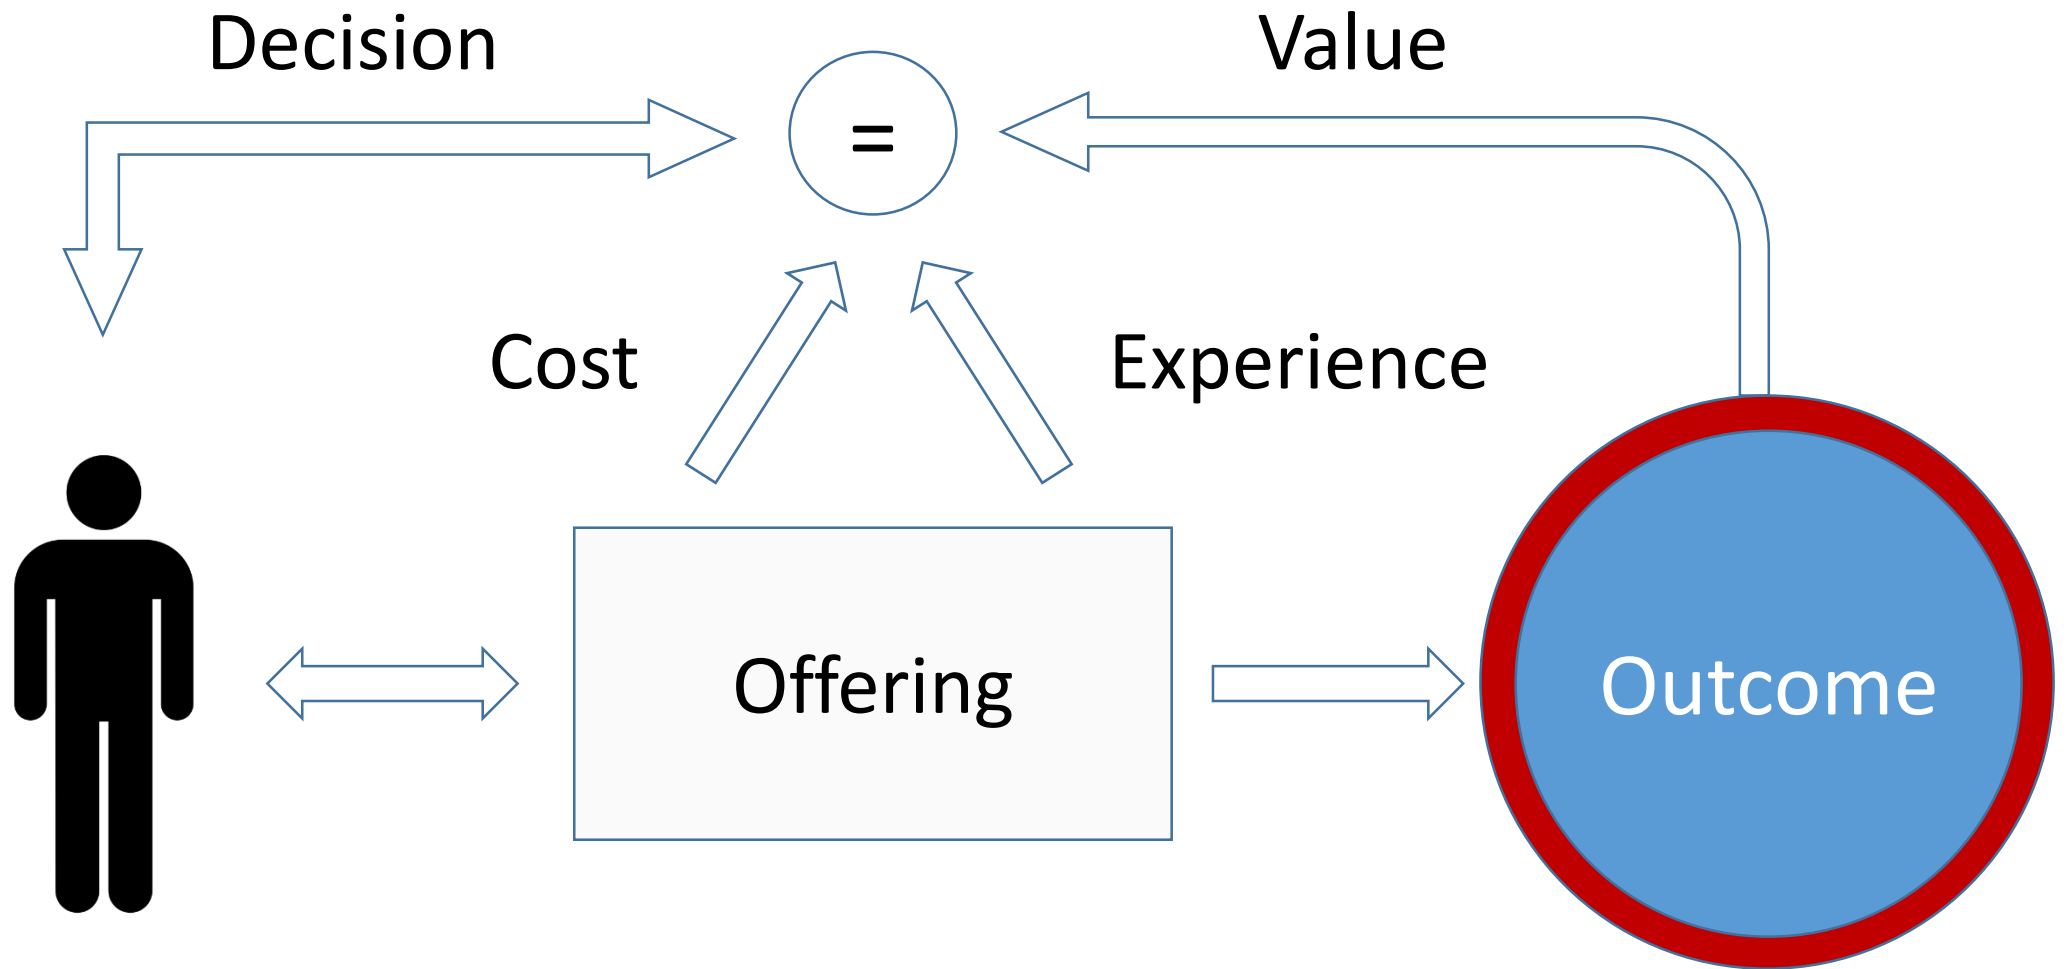 Decision
Value
=
Cost
Experience
Offering
Outcome